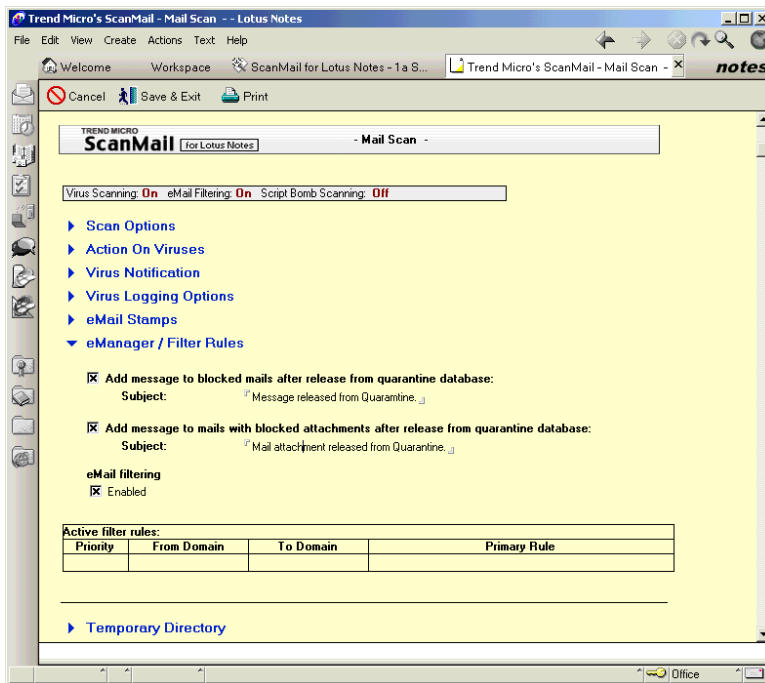 Trend Micro's ScanMail - Mail Scan - - Lotus Notes
File Edit View Create Actions Text Help
Welcome Workspace ScanMail for Lotus Notes - 1 a S... Trend Micro's ScanMail - Mail Scan - notes
Cancel Save & Exit Print
TREND MICRO
ScanMail for Lotus Notes - Mail Scan -
Virus Scanning: On eMail Filtering: On Script Bomb Scanning: Off
Scan Options
Action On Viruses
Virus Notification
Virus Logging Options
eMail Stamps
eManager / Filter Rules
Add message to blocked mails after release from quarantine database:
Subject: Message released from Quaramtine.
Add message to mails with blocked attachments after release from quarantine database:
Subject: Mail attachment released from Quarantine.
eMail filtering
Enabled
Active filter rules:
Priority From Domain To Domain Primary Rule
Temporary Directory
Office